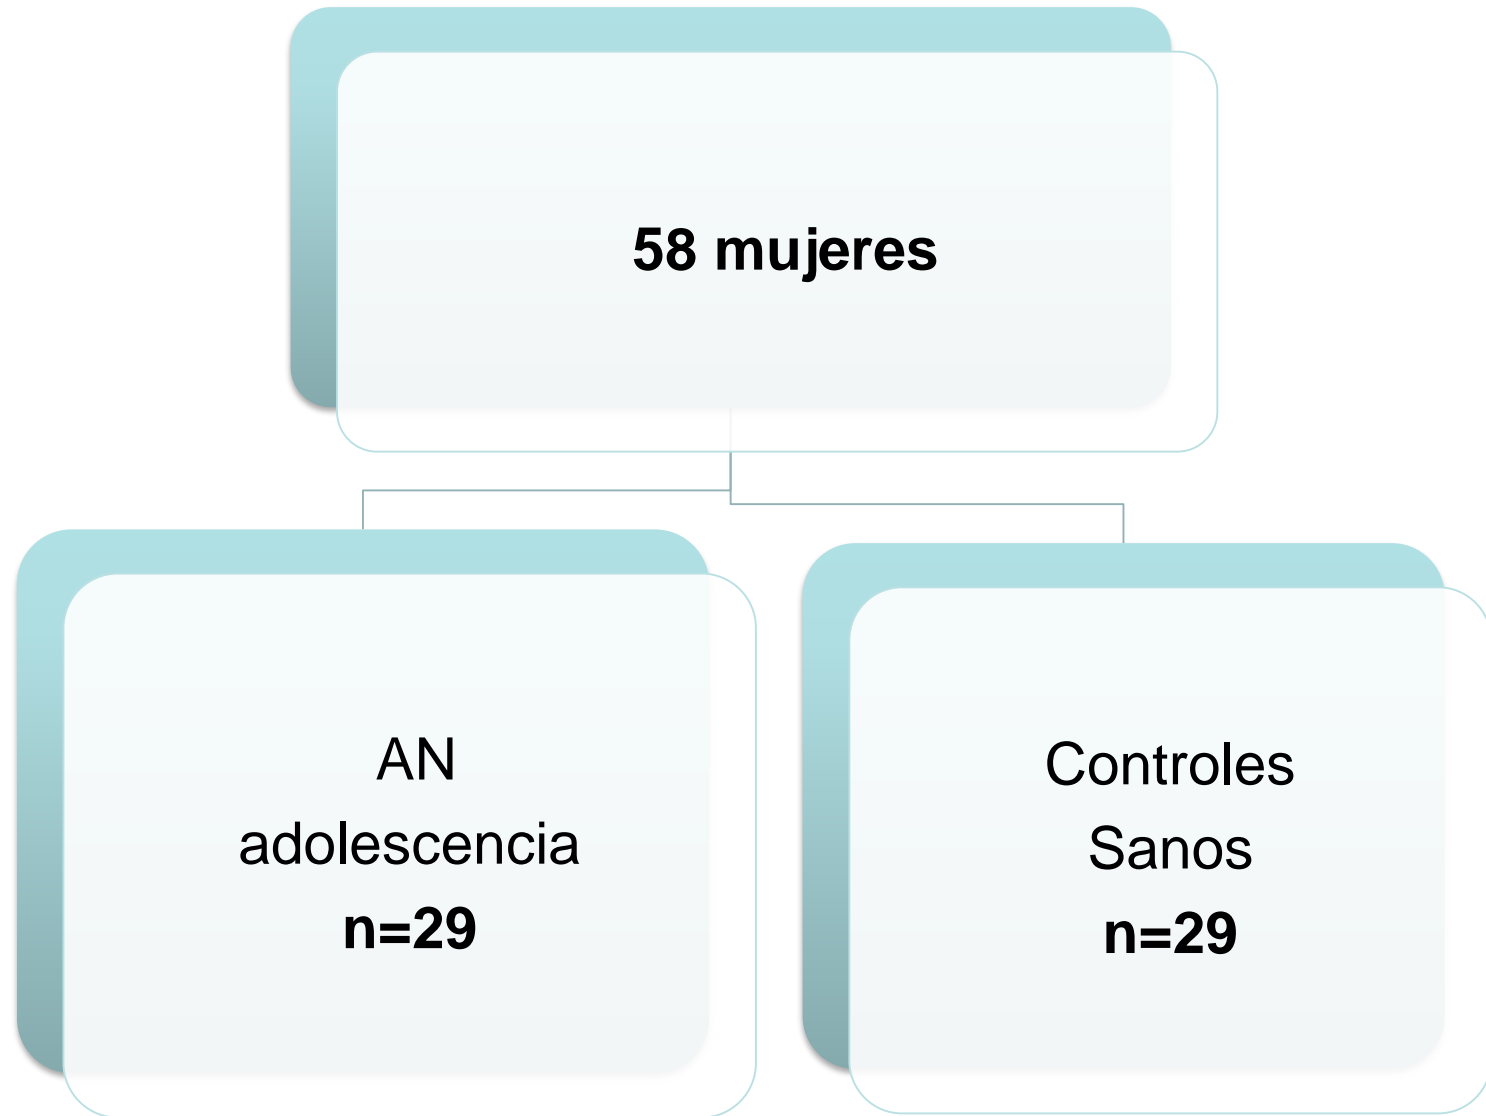 58 mujeres
AN
adolescencia
n=29
Controles
Sanos
n=29